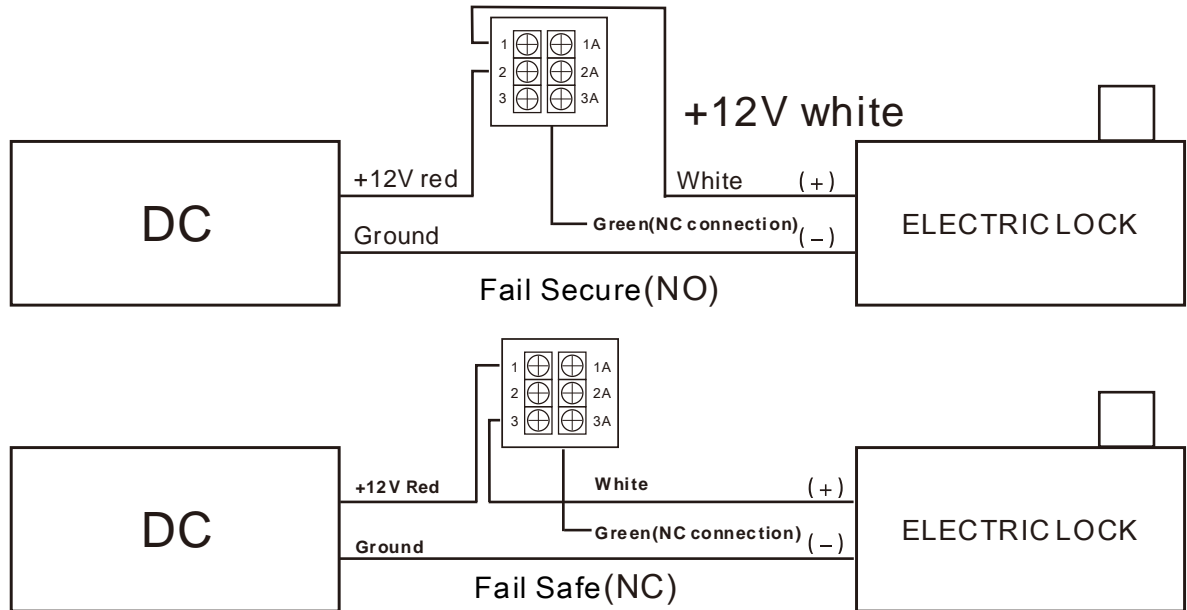 1 1A
2 2A
3 3A
+12V white
+12V red White (+)
DC ELECTRIC LOCK
Green(NC connection) (-)
Ground
Fail Secure(NO)
1 1A
2 2A
3 3A
+12V Red White (+)
DC ELECTRIC LOCK
Green(NC connection) (-)
Ground
Fail Safe(NC)